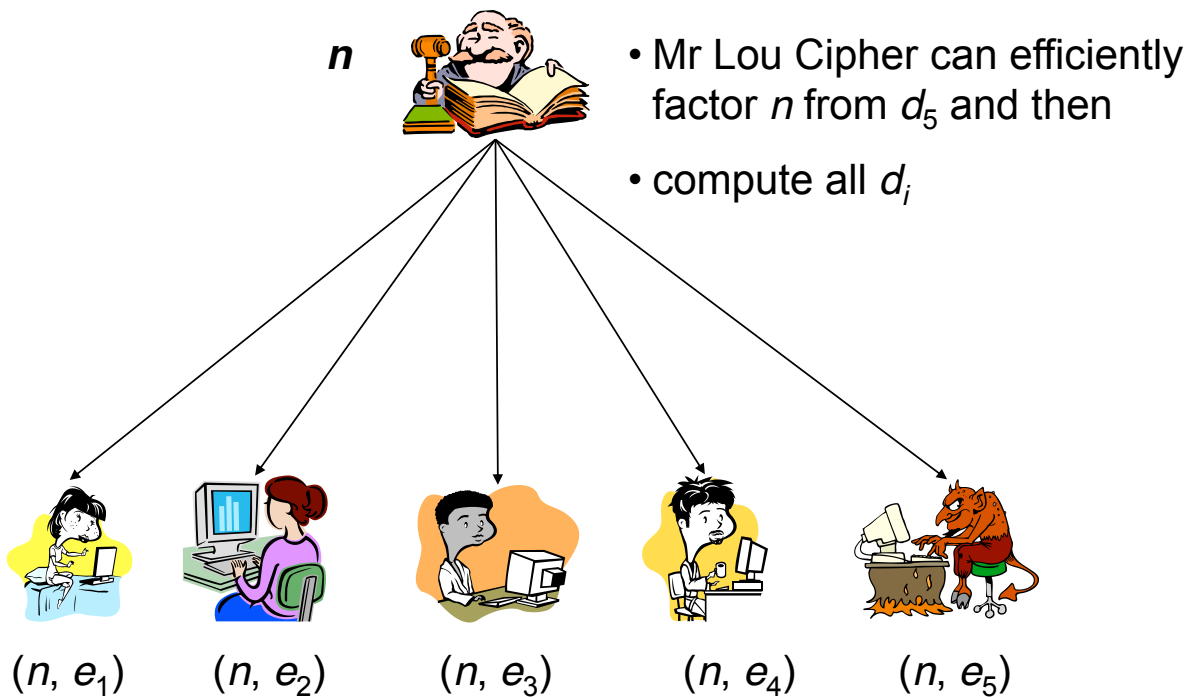 n
• Mr Lou Cipher can efficiently
factor n from d₅ and then
• compute all dᵢ
(n, e₁) (n, e₂) (n, e₃) (n, e₄) (n, e₅)